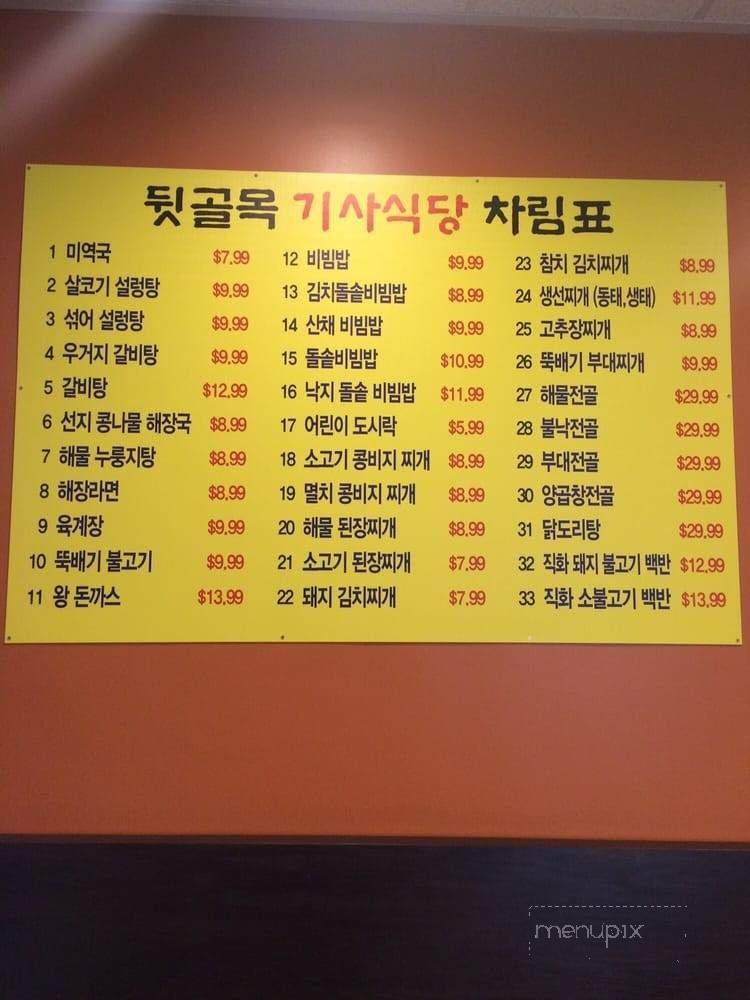 뒷골목 기사식당 차림표
1 미역국 $7.99
2 살코기 설렁탕 $9.99
3 섞어 설렁탕 $9.99
4 우거지 갈비탕 $9.99
5 갈비탕 $12.99
6 선지 콩나물 해장국 $8.99
7 해물 누룽지탕 $8.99
8 해장라면 $8.99
9 육계장 $9.99
10 뚝배기 불고기 $9.99
11 왕 돈까스 $13.99
12 비빔밥 $9.99
13 김치돌솥비빔밥 $8.99
14 산채 비빔밥 $9.99
15 돌솥비빔밥 $10.99
16 낙지 돌솥 비빔밥 $11.99
17 어린이 도시락 $5.99
18 소고기 콩비지 찌개 $8.99
19 멸치 콩비지 찌개 $8.99
20 해물 된장찌개 $8.99
21 소고기 된장찌개 $7.99
22 돼지 김치찌개 $7.99
23 참치 김치찌개 $8.99
24 생선찌개 (동태,생태) $11.99
25 고추장찌개 $8.99
26 뚝배기 부대찌개 $9.99
27 해물전골 $29.99
28 불낙전골 $29.99
29 부대전골 $29.99
30 양곱창전골 $29.99
31 닭도리탕 $29.99
32 직화 돼지 불고기 백반 $12.99
33 직화 소불고기 백반 $13.99
menupix